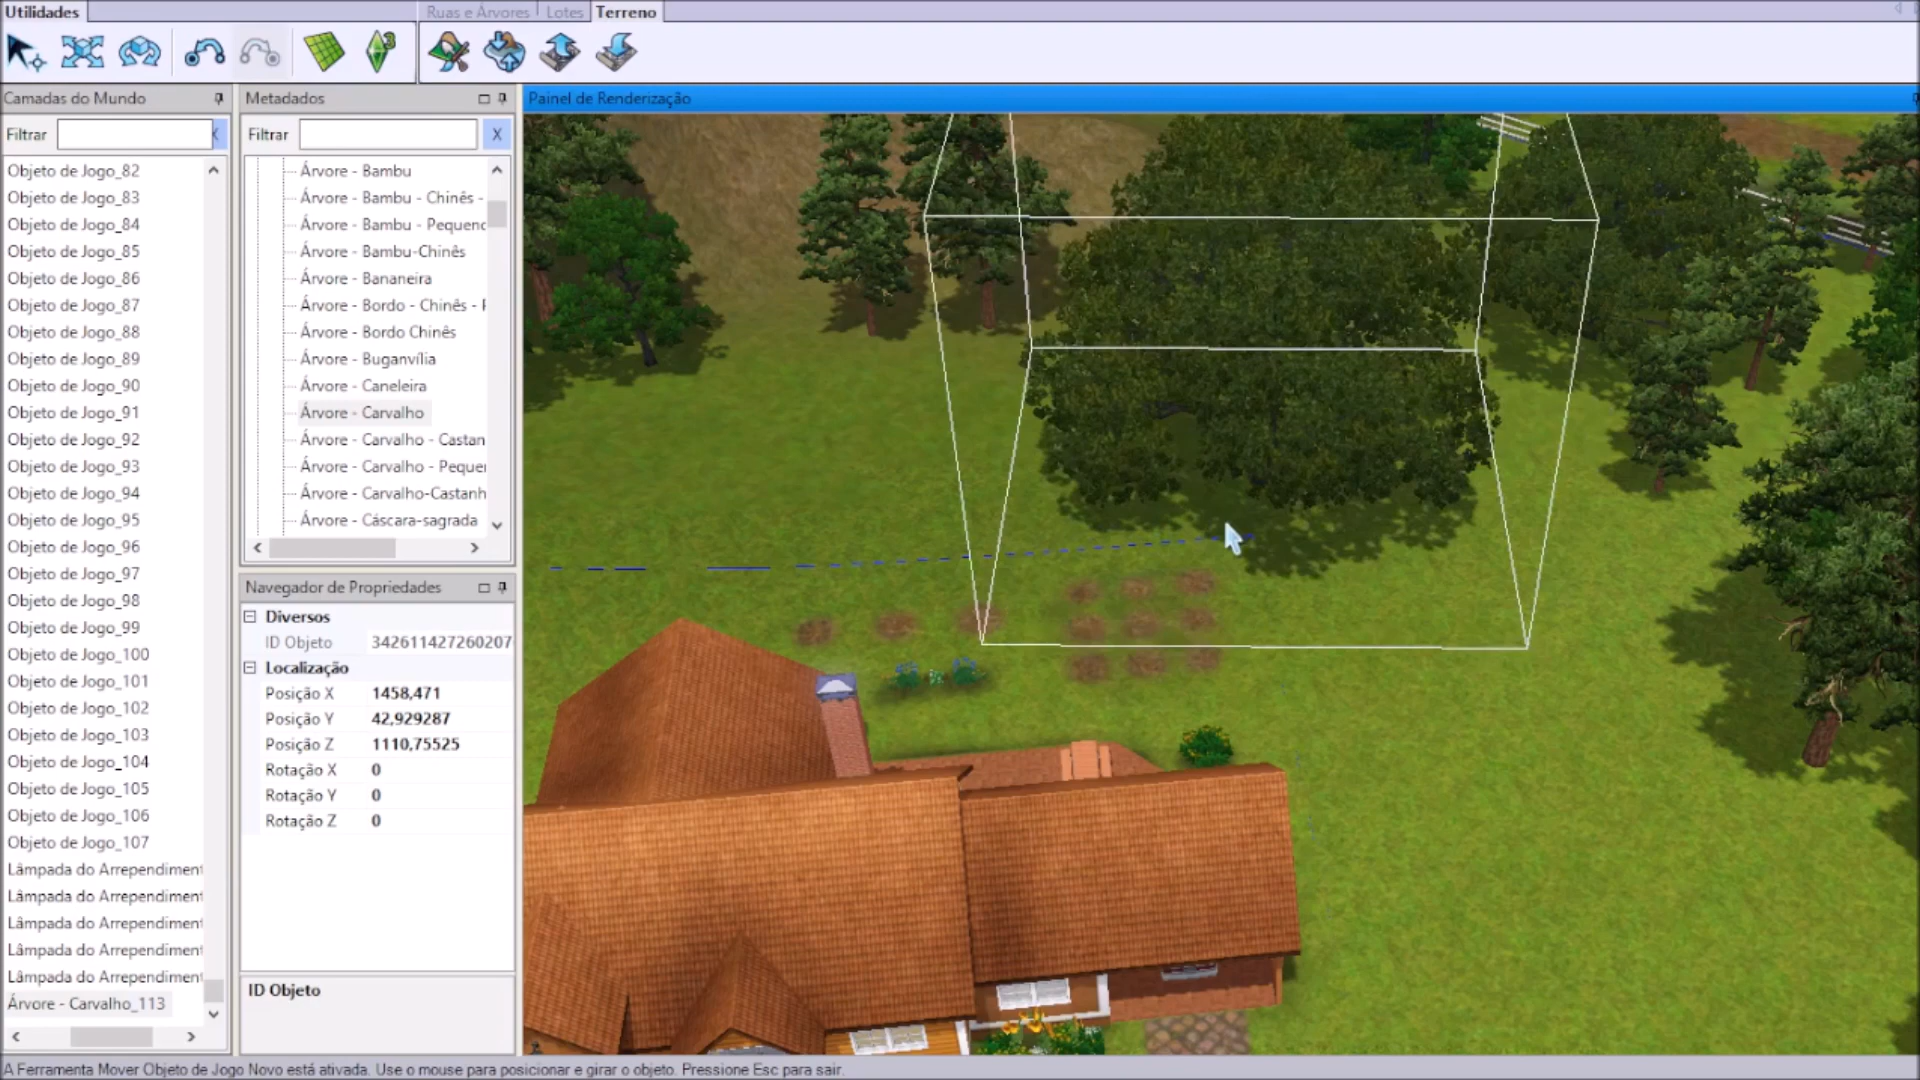 Utilidades
Ruas e Árvores
Lotes
Terreno
3
Camadas do Mundo
Filtrar
Objeto de Jogo_82
Objeto de Jogo_83
Objeto de Jogo_84
Objeto de Jogo_85
Objeto de Jogo_86
Objeto de Jogo_87
Objeto de Jogo_88
Objeto de Jogo_89
Objeto de Jogo_90
Objeto de Jogo_91
Objeto de Jogo_92
Objeto de Jogo_93
Objeto de Jogo_94
Objeto de Jogo_95
Objeto de Jogo_96
Objeto de Jogo_97
Objeto de Jogo_98
Objeto de Jogo_99
Objeto de Jogo_100
Objeto de Jogo_101
Objeto de Jogo_102
Objeto de Jogo_103
Objeto de Jogo_104
Objeto de Jogo_105
Objeto de Jogo_106
Objeto de Jogo_107
Lâmpada do Arrependiment
Lâmpada do Arrependiment
Lâmpada do Arrependiment
Lâmpada do Arrependiment
Lâmpada do Arrependiment
Árvore - Carvalho_113
Metadados
Filtrar
X
Árvore - Bambu
Árvore - Bambu - Chinês -
Árvore - Bambu - Pequeno
Árvore - Bambu-Chinês
Árvore - Bananeira
Árvore - Bordo - Chinês - P
Árvore - Bordo Chinês
Árvore - Buganvília
Árvore - Caneleira
Árvore - Carvalho
Árvore - Carvalho - Castan
Árvore - Carvalho - Peque
Árvore - Carvalho-Castanh
Árvore - Cáscara-sagrada
Navegador de Propriedades
Diversos
ID Objeto 342611427260207
Localização
Posição X 1458,471
Posição Y 42,929287
Posição Z 1110,75525
Rotação X 0
Rotação Y 0
Rotação Z 0
ID Objeto
Painel de Renderização
A Ferramenta Mover Objeto de Jogo Novo está ativada. Use o mouse para posicionar e girar o objeto. Pressione Esc para sair.